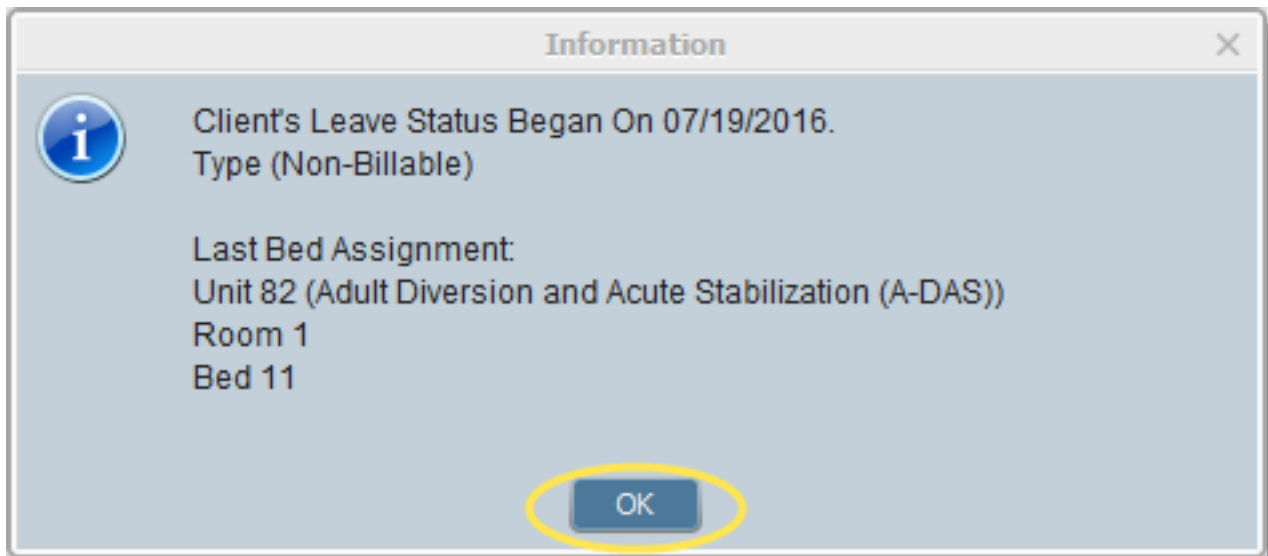 Information
Client's Leave Status Began On 07/19/2016.
Type (Non-Billable)
Last Bed Assignment:
Unit 82 (Adult Diversion and Acute Stabilization (A-DAS))
Room 1
Bed 11
OK